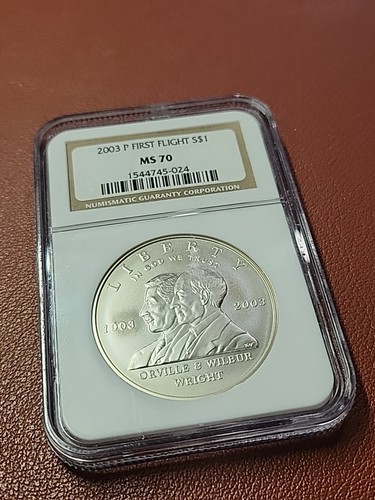 2003 P FIRST FLIGHT S$1
MS 70
1544745-024
NUMISMATIC GUARANTY CORPORATION
LIBERTY
IN GOD WE TRUST
1903 2003
ORVILLE & WILBUR
WRIGHT